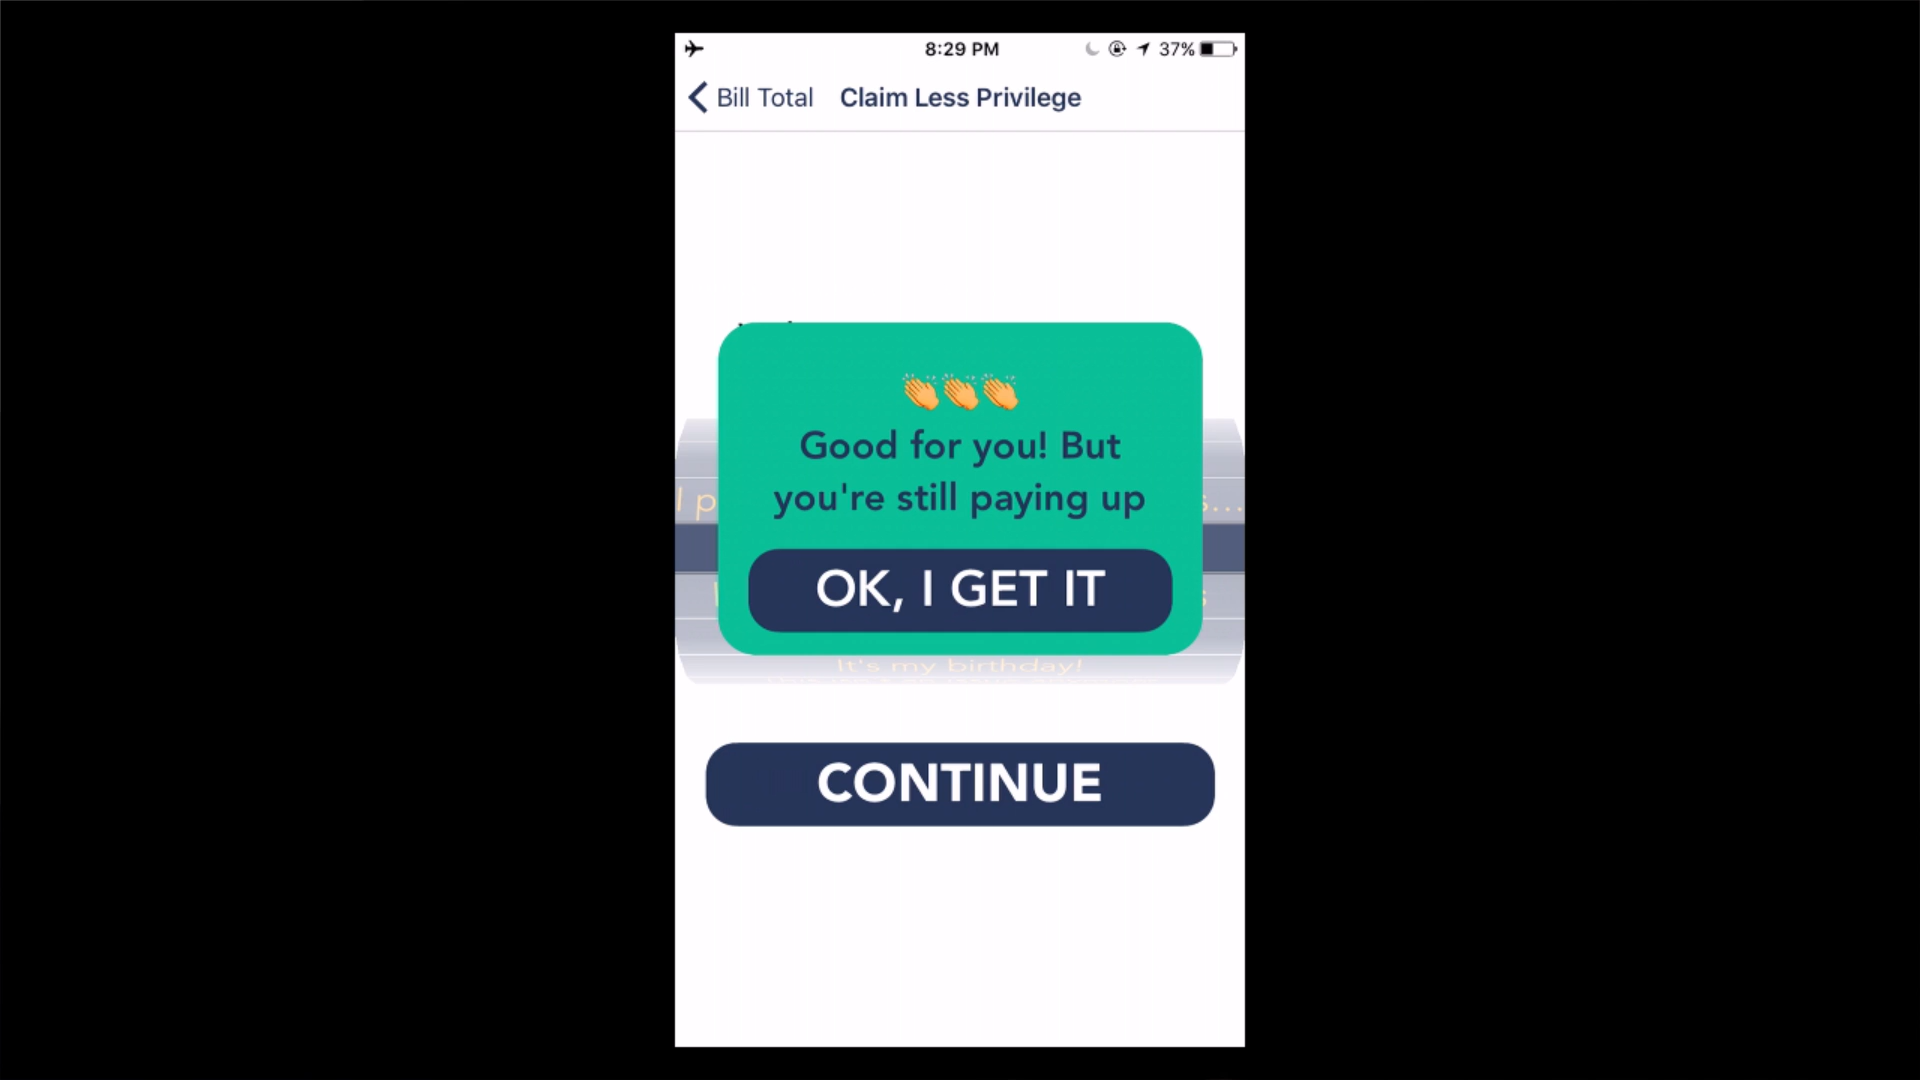 8:29 PM
37%
Bill Total
Claim Less Privilege
👏👏👏
Good for you! But
you're still paying up
OK, I GET IT
It's my birthday!
CONTINUE